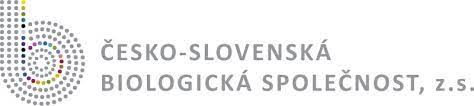 ČESKO-SLOVENSKÁ
BIOLOGICKÁ SPOLEČNOST, z.s.